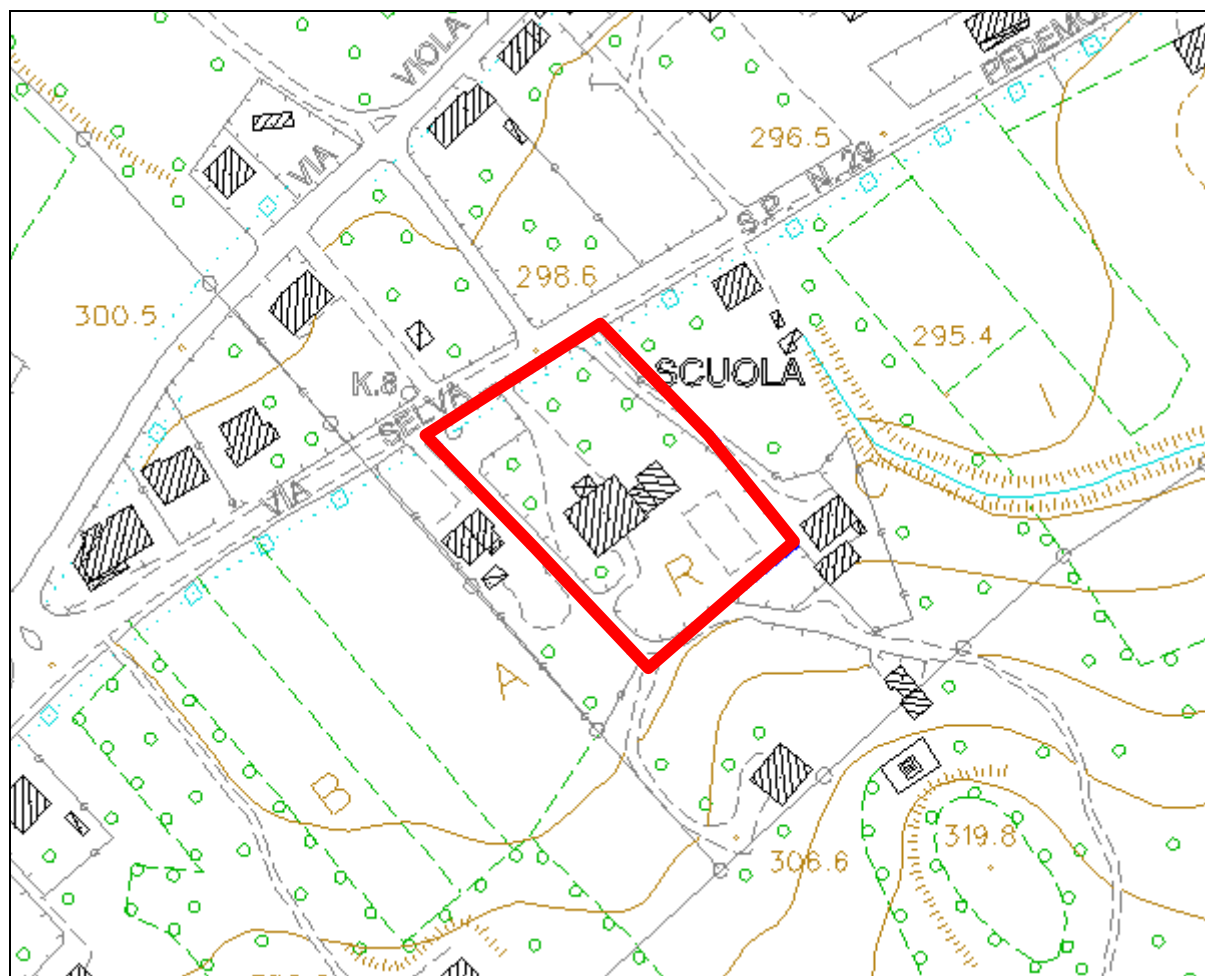 VIOLA
PEDEMO
296.5
VIA
S.P. N.29
298.6
300.5
295.4
SCUOLA
K.8
SELVA
VIA
I
R
A
B
319.8
306.6